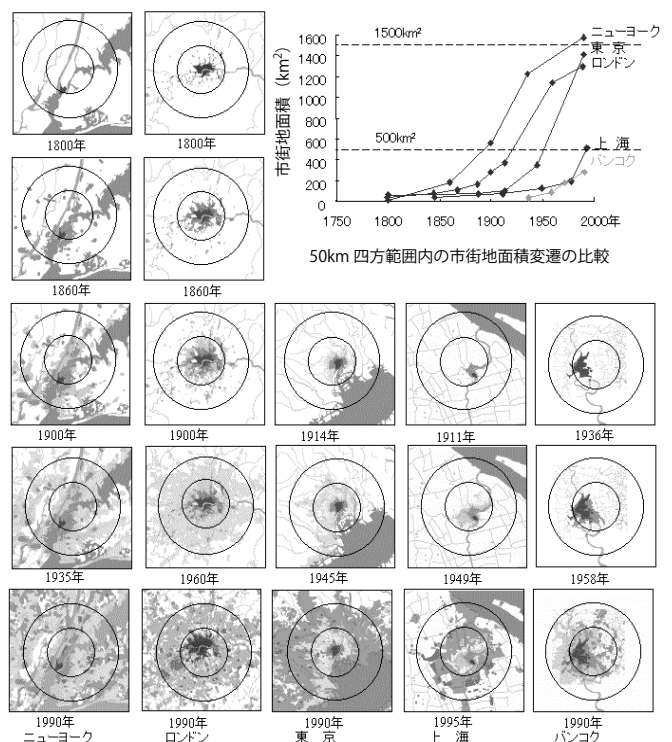 1800年
1800年
1860年
1860年
市街地面積 (km²)
1600
1400
1200
1000
800
600
400
200
0
1500km²
500km²
ニューヨーク
東 京
ロンドン
上 海
バンコク
1750
1800
1850
1900
1950
2000年
50km 四方範囲内の市街地面積変遷の比較
1900年
1900年
1914年
1911年
1936年
1935年
1960年
1945年
1949年
1958年
1990年
1990年
1990年
1995年
1990年
ニューヨーク
ロンドン
東 京
上 海
バンコク